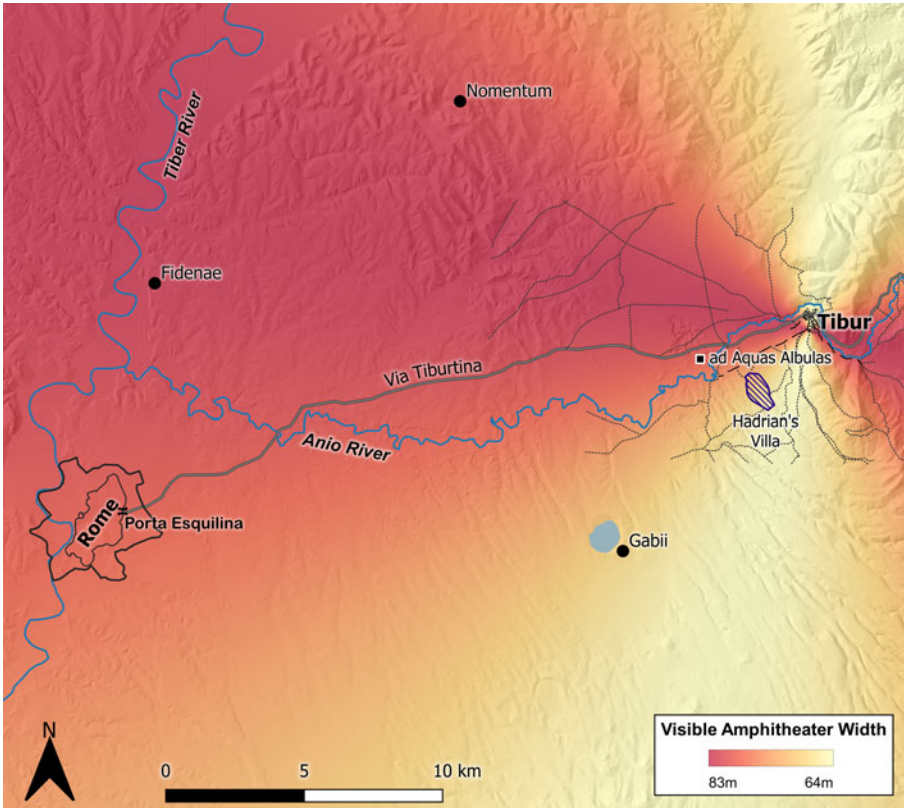 Nomentum
Tiber River
Fidenae
Tibur
Via Tiburtina
ad Aquas Albulas
Hadrian's
Villa
Anio River
Rome
Porta Esquilina
Gabii
N
0 5 10 km
Visible Amphitheater Width
83m 64m